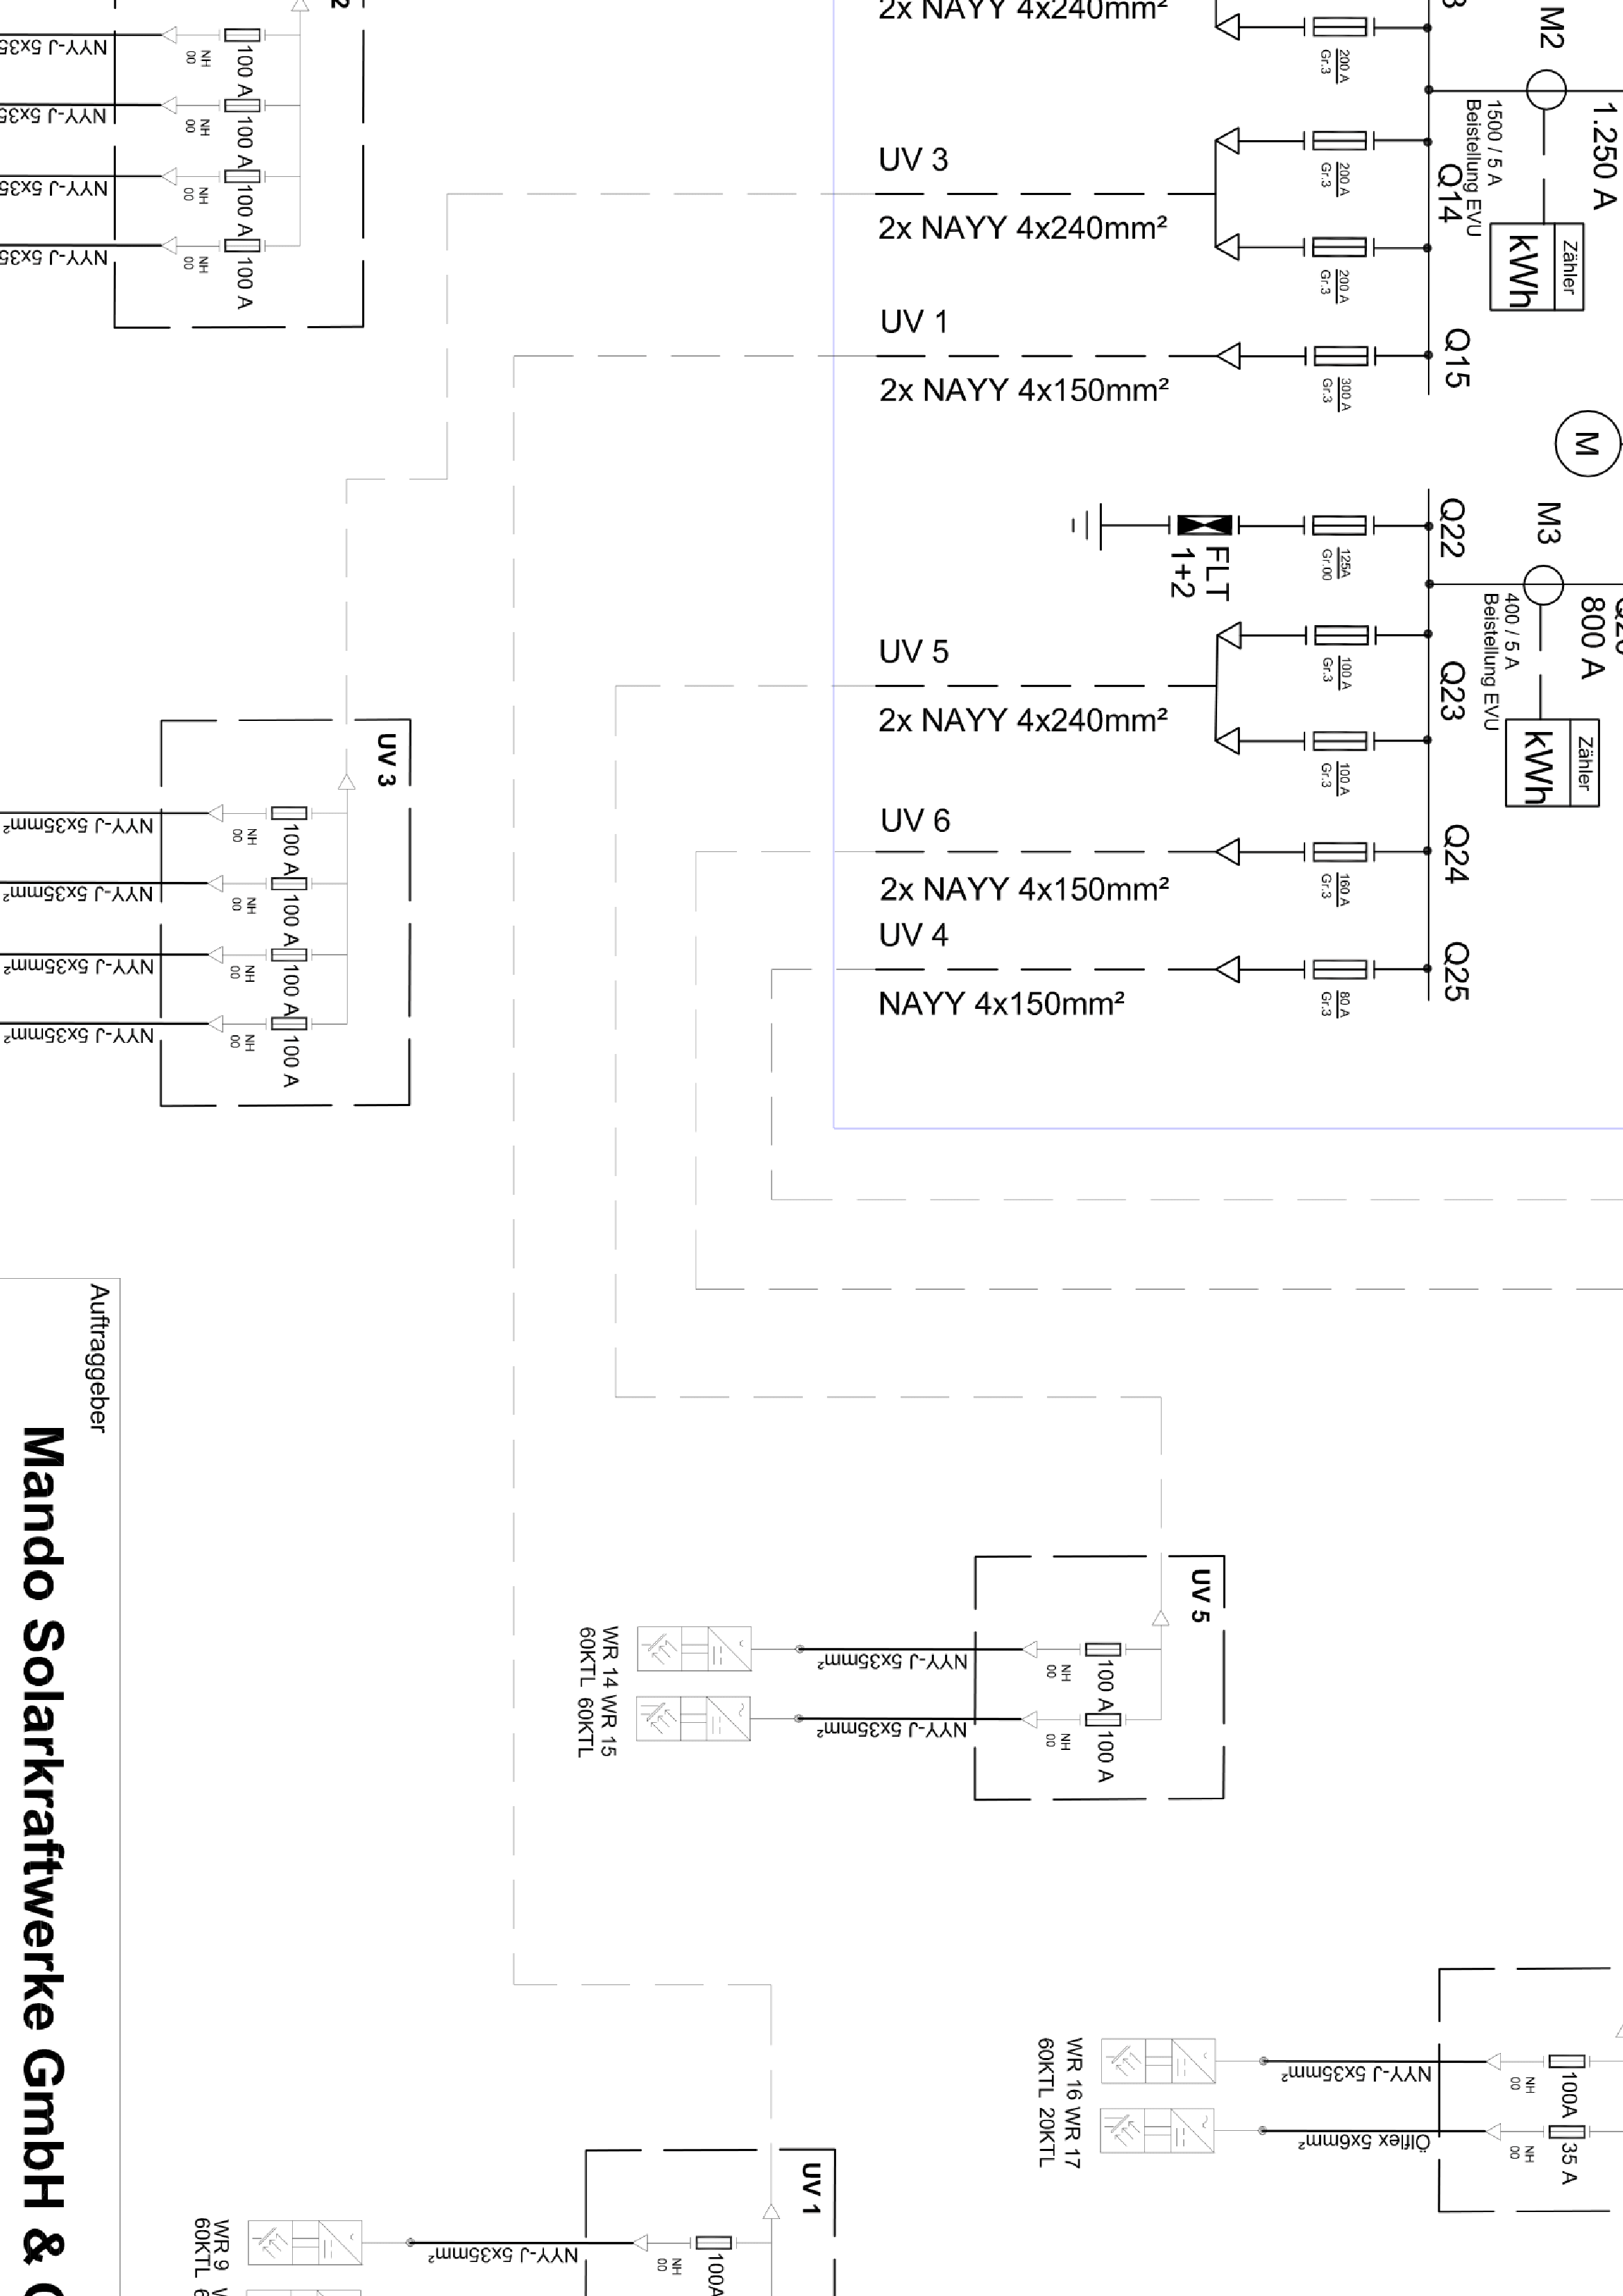 2x NAYY 4x240mm²
200 A
Gr.3
M2
1.250 A
1500 / 5 A
Beistellung EVU
kWh
Zähler
UV 3
2x NAYY 4x240mm²
200 A
Gr.3
200 A
Gr.3
Q14
UV 1
2x NAYY 4x150mm²
300 A
Gr.3
Q15
M
Q22
125A
Gr.00
FLT
1+2
M3
800 A
400 / 5 A
Beistellung EVU
kWh
Zähler
UV 5
2x NAYY 4x240mm²
100 A
Gr.3
100 A
Gr.3
Q23
UV 6
2x NAYY 4x150mm²
160 A
Gr.3
Q24
UV 4
NAYY 4x150mm²
80 A
Gr.3
Q25
2
NYY-J 5x35
NH
00
100 A
NYY-J 5x35
NH
00
100 A
NYY-J 5x35
NH
00
100 A
NYY-J 5x35
NH
00
100 A
UV 3
NYY-J 5x35mm²
NH
00
100 A
NYY-J 5x35mm²
NH
00
100 A
NYY-J 5x35mm²
NH
00
100 A
NYY-J 5x35mm²
NH
00
100 A
Auftraggeber
Mando Solarkraftwerke GmbH &
UV 5
WR 14 WR 15
60KTL 60KTL
NYY-J 5x35mm²
NH
00
100 A
NYY-J 5x35mm²
NH
00
100 A
WR 16 WR 17
60KTL 20KTL
NYY-J 5x35mm²
NH
00
100A
Ölflex 5x6mm²
NH
00
35 A
UV 1
WR 9
60KTL
NYY-J 5x35mm²
NH
00
100A